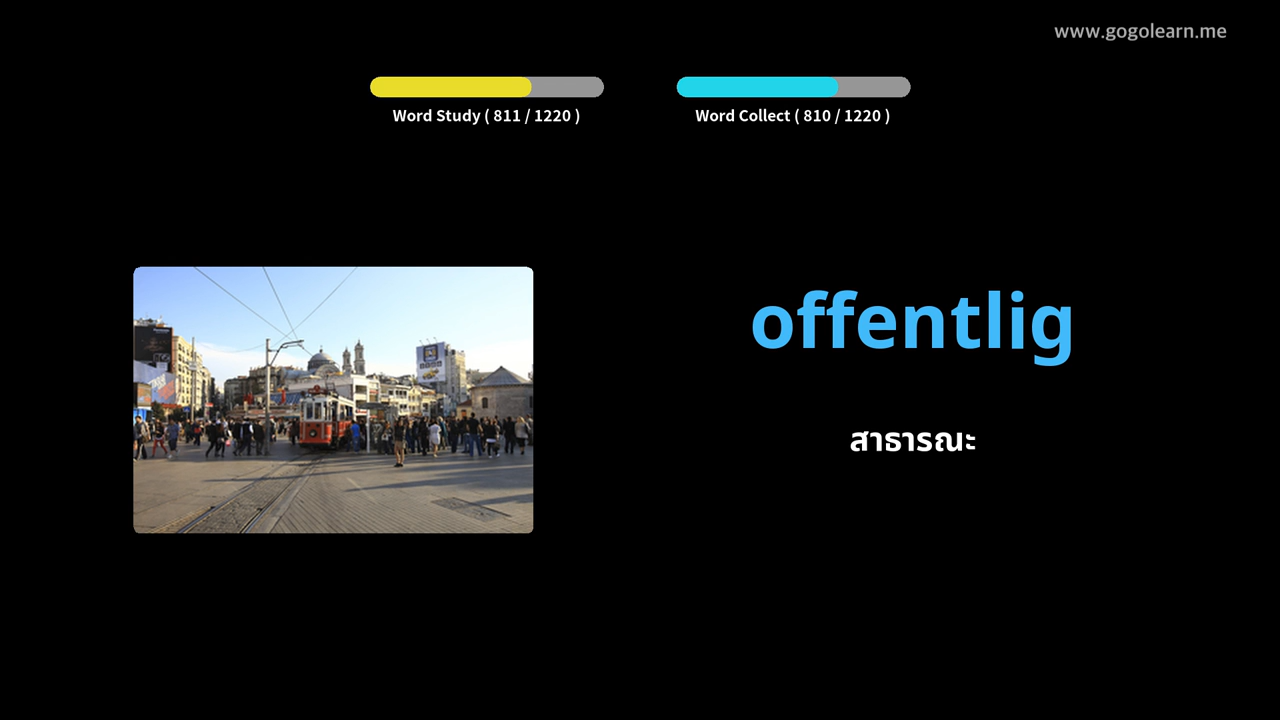 www.gogolearn.me
Word Study ( 811 / 1220 )
Word Collect ( 810 / 1220 )
offentlig
สาธารณะ